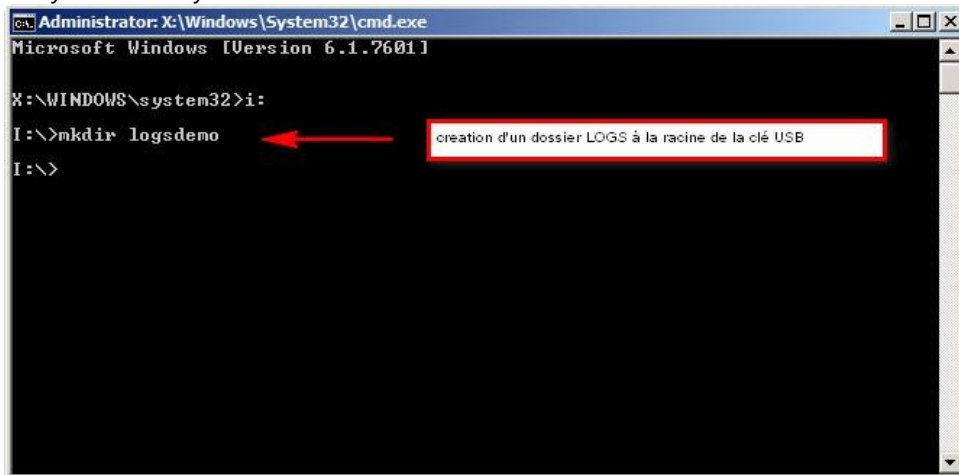 Administrator: X:\Windows\System32\cmd.exe
Microsoft Windows [Version 6.1.7601]
X:\WINDOWS\system32>i:
I:\>mkdir logsdemo
creation d'un dossier LOGS à la racine de la clé USB
I:\>